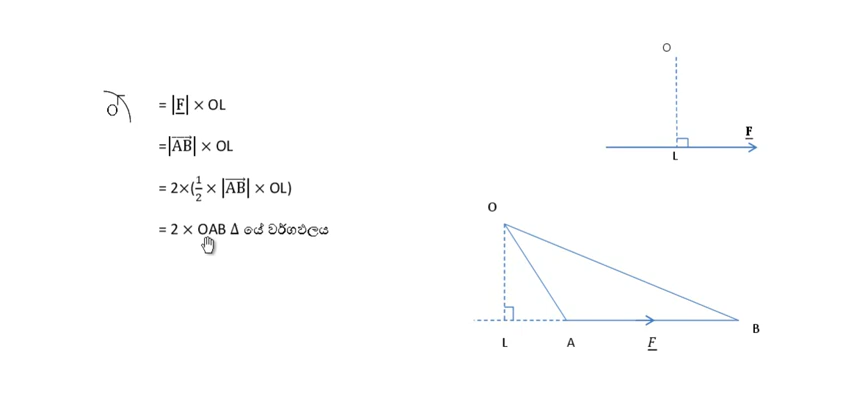 O = |F| × OL
= |AB| × OL
= 2×(1/2 × |AB| × OL)
= 2 × OAB Δ යේ වර්ගඵලය
O
F
L
O
L
A
F
B